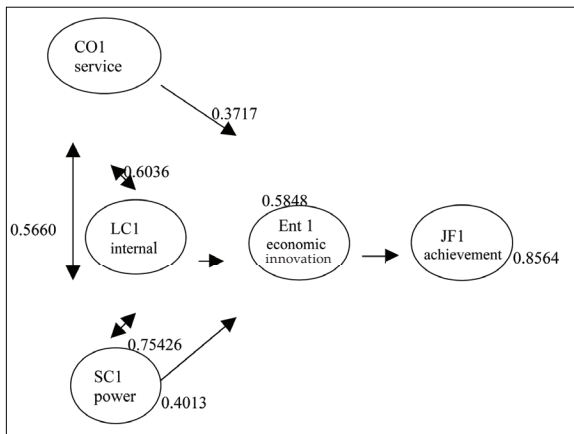 CO1
service
0.3717
0.6036
0.5660
LC1
internal
0.5848
Ent 1
economic
innovation
JF1
achievement
0.8564
0.75426
SC1
power
0.4013